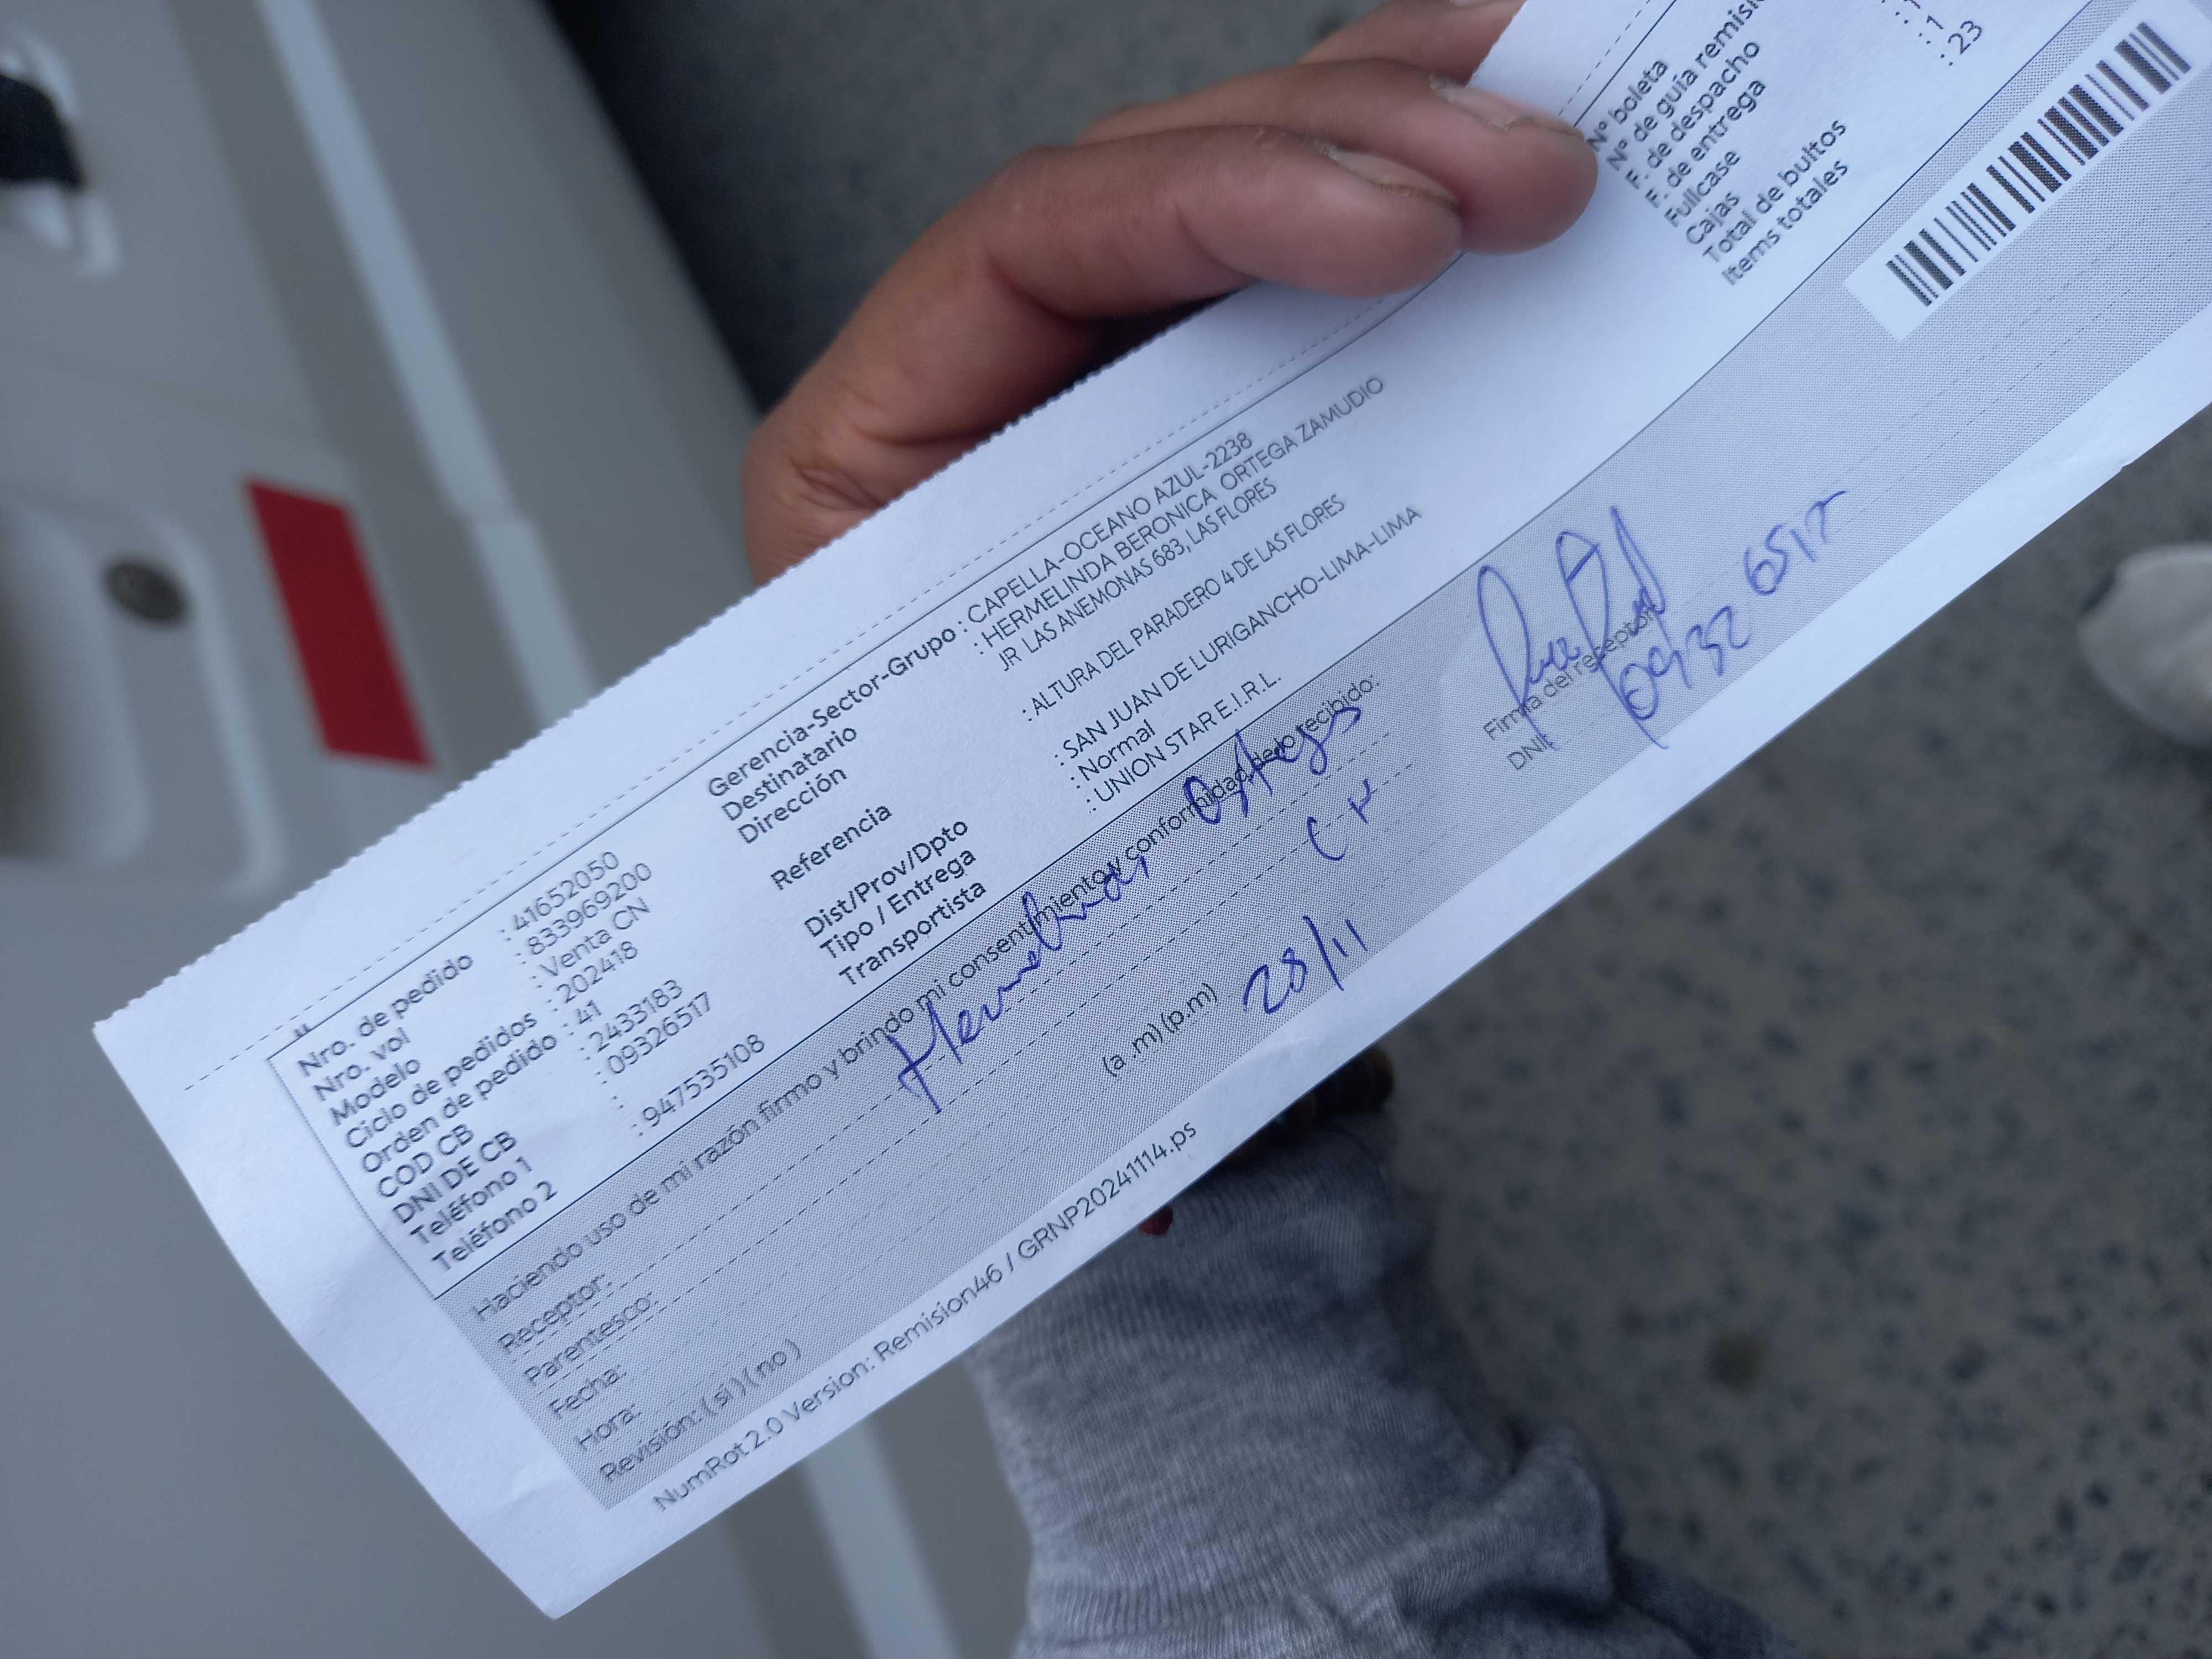 Nro. de pedido : 41652050
Nro. vol : 833969200
Modelo : Venta CN
Ciclo de pedidos : 202418
Orden de pedido : 41
COD CB : 2433183
DNI DE CB : 09326517
Teléfono 1 :
Teléfono 2 : 947535108
Gerencia-Sector-Grupo : CAPELLA-OCEANO AZUL-2238
Destinatario : HERMELINDA BERONICA ORTEGA ZAMUDIO
Dirección JR LAS ANEMONAS 683, LAS FLORES
Referencia : ALTURA DEL PARADERO 4 DE LAS FLORES
Dist/Prov/Dpto : SAN JUAN DE LURIGANCHO-LIMA-LIMA
Tipo / Entrega : Normal
Transportista : UNION STAR E.I.R.L.
N° boleta
N° de guía remisi
F. de despacho
F. de entrega
Fullcase
Cajas : 1
Total de bultos : 1
Items totales : 23
Haciendo uso de mi razón firmo y brindo mi consentimiento y conformidad de lo recibido:
Receptor: Hermelinda Ortega
Parentesco:
Fecha: 28/11
Hora: (a .m) (p.m)
Revisión: ( si ) ( no )
Firma del receptor
DNI: 09326517
NumRot 2.0 Version: Remision46 / GRNP20241114.ps